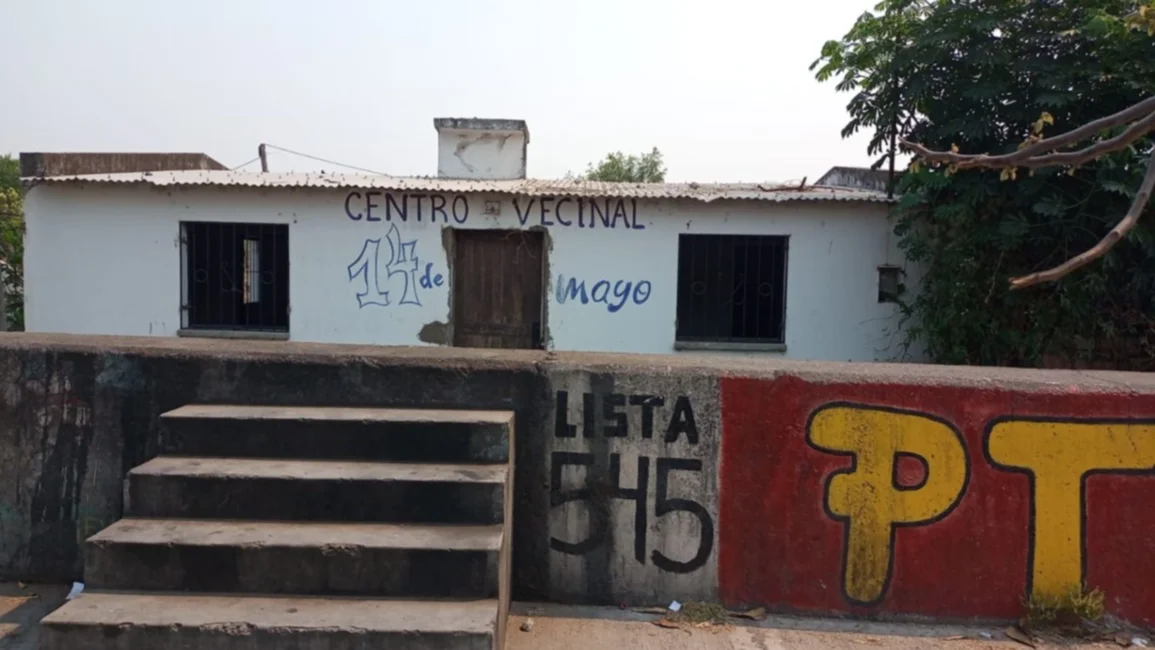 CENTRO VECINAL
14 de Mayo
LISTA
545
PT